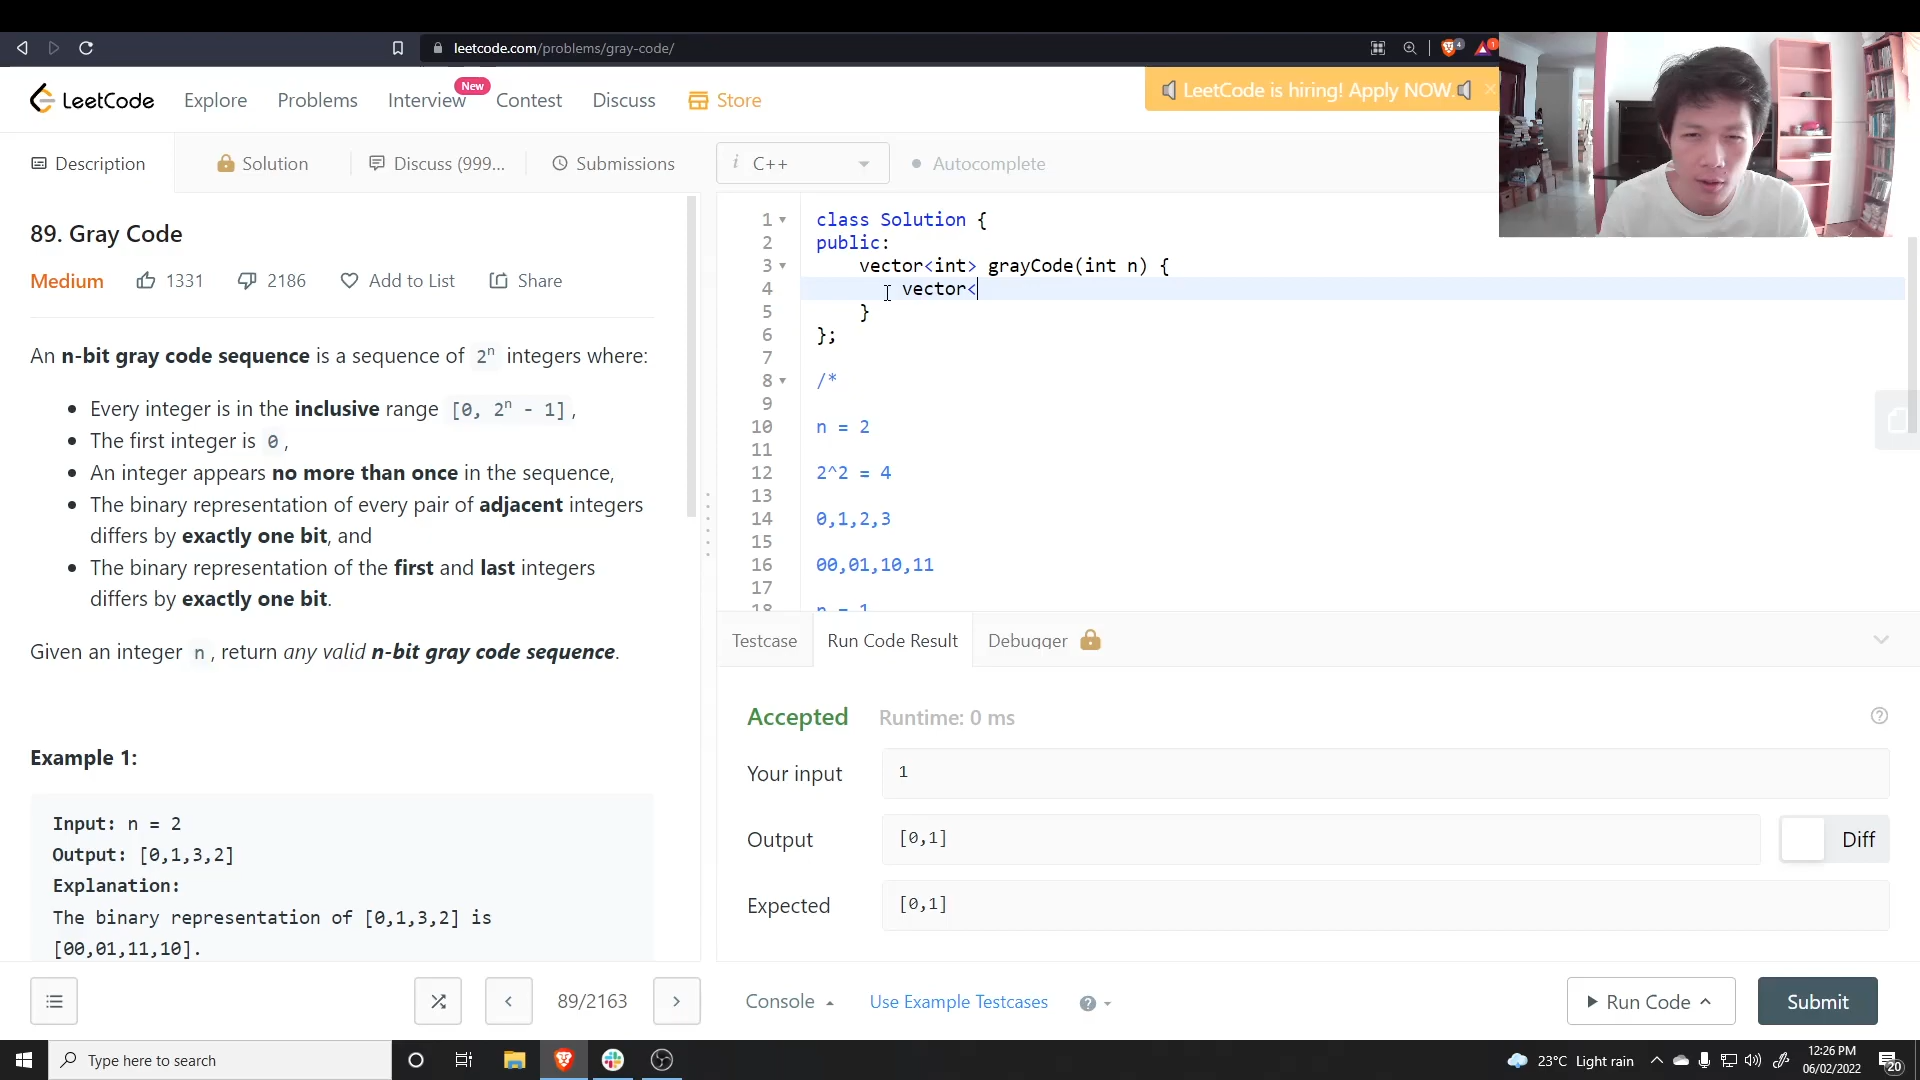 leetcode.com/problems/gray-code/
4
1
LeetCode
Explore
Problems
Interview
New
Contest
Discuss
Store
LeetCode is hiring! Apply NOW.
Description
Solution
Discuss (999...
Submissions
i C++
Autocomplete
89. Gray Code
Medium 1331 2186 Add to List Share
An n-bit gray code sequence is a sequence of 2^n integers where:
• Every integer is in the inclusive range [0, 2^n - 1],
• The first integer is 0,
• An integer appears no more than once in the sequence,
• The binary representation of every pair of adjacent integers
differs by exactly one bit, and
• The binary representation of the first and last integers
differs by exactly one bit.
Given an integer n, return any valid n-bit gray code sequence.
Example 1:
Input: n = 2
Output: [0,1,3,2]
Explanation:
The binary representation of [0,1,3,2] is
[00,01,11,10].
89/2163
1 class Solution {
2 public:
3 vector<int> grayCode(int n) {
4 vector<
5 }
6 };
7
8 /*
9
10 n = 2
11
12 2^2 = 4
13
14 0,1,2,3
15
16 00,01,10,11
17
18 n = 1
Testcase
Run Code Result
Debugger
Accepted Runtime: 0 ms
Your input 1
Output [0,1]
Diff
Expected [0,1]
Console
Use Example Testcases
Run Code
Submit
Type here to search
23°C Light rain
12:26 PM
06/02/2022
20